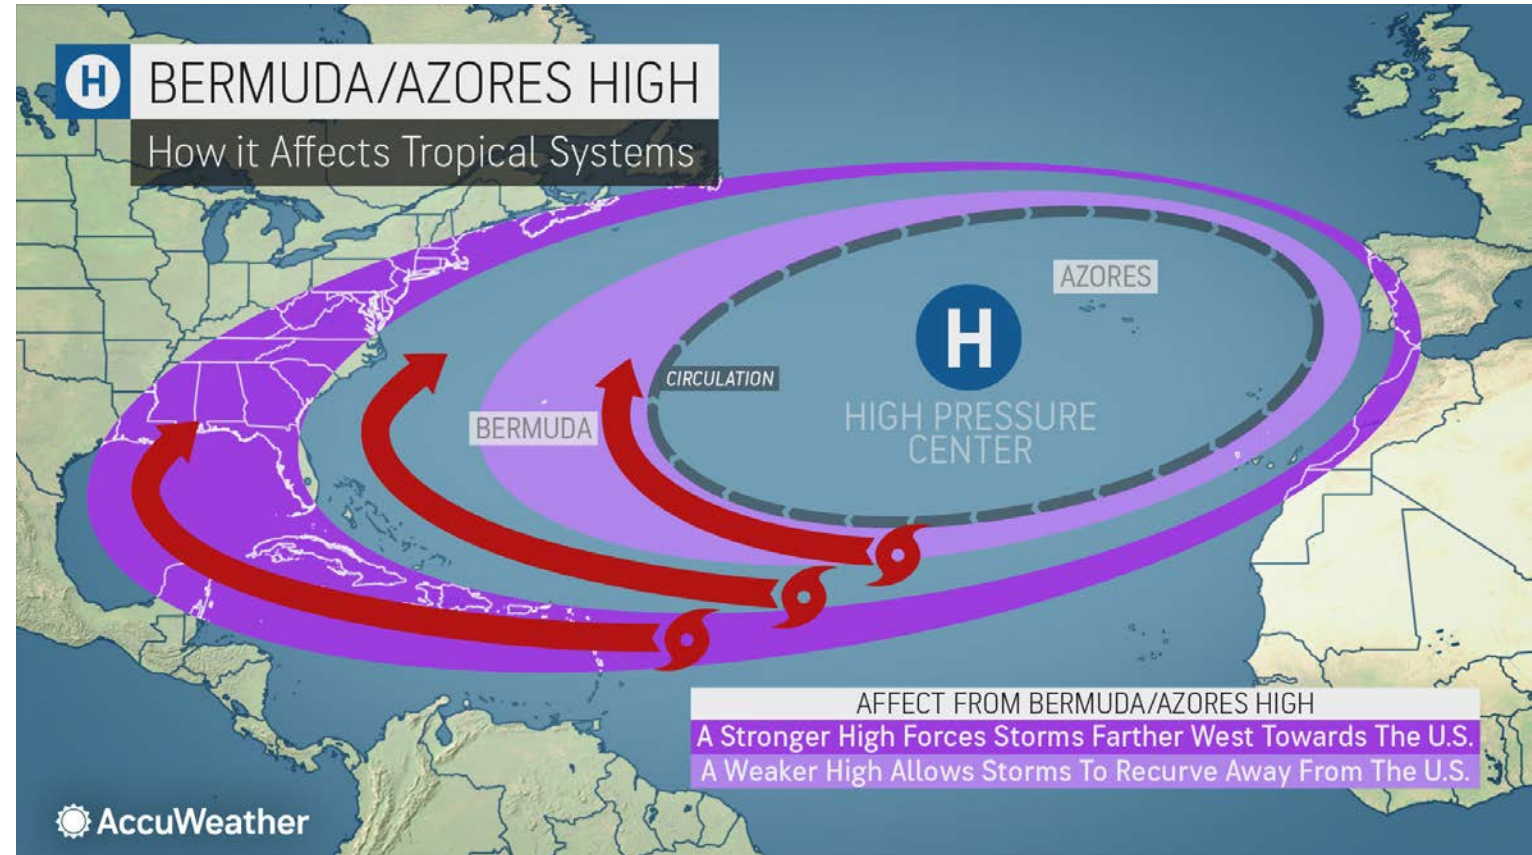 H BERMUDA/AZORES HIGH
How it Affects Tropical Systems
AZORES
H
CIRCULATION
HIGH PRESSURE
CENTER
BERMUDA
AFFECT FROM BERMUDA/AZORES HIGH
A Stronger High Forces Storms Farther West Towards The U.S.
A Weaker High Allows Storms To Recurve Away From The U.S.
AccuWeather